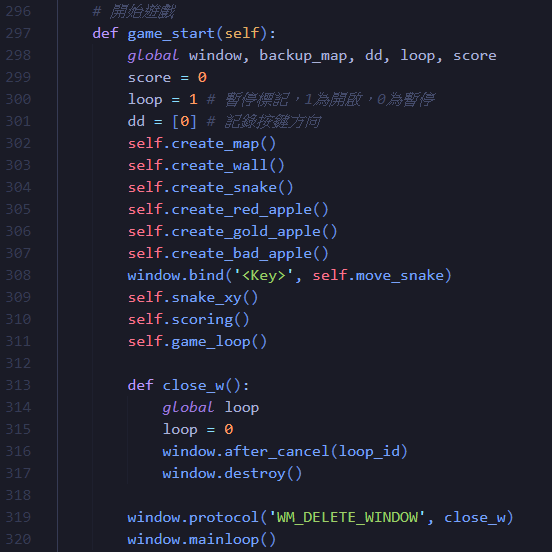 296 # 開始遊戲
297 def game_start(self):
298 global window, backup_map, dd, loop, score
299 score = 0
300 loop = 1 # 暫停標記，1為開啟，0為暫停
301 dd = [0] # 記錄按鍵方向
302 self.create_map()
303 self.create_wall()
304 self.create_snake()
305 self.create_red_apple()
306 self.create_gold_apple()
307 self.create_bad_apple()
308 window.bind('<Key>', self.move_snake)
309 self.snake_xy()
310 self.scoring()
311 self.game_loop()
312
313 def close_w():
314 global loop
315 loop = 0
316 window.after_cancel(loop_id)
317 window.destroy()
318
319 window.protocol('WM_DELETE_WINDOW', close_w)
320 window.mainloop()